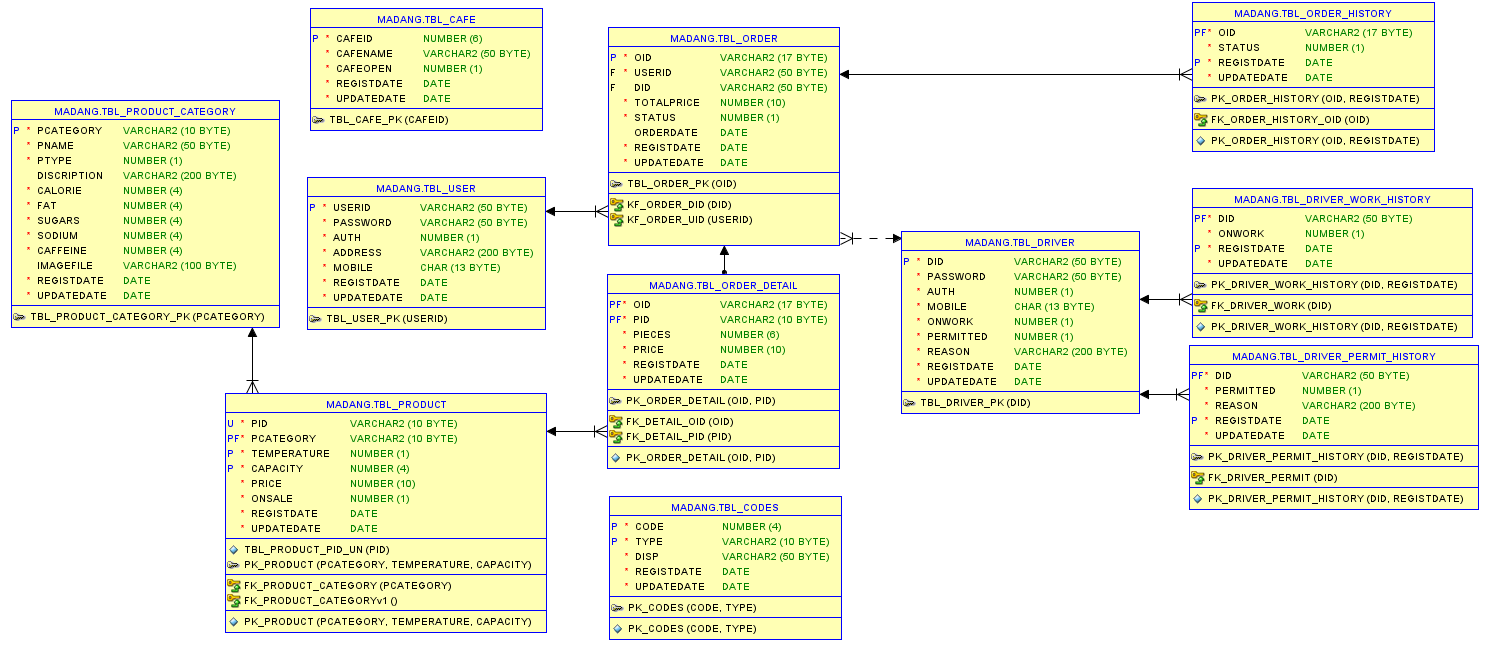 MADANG.TBL_CAFE
P * CAFEID NUMBER (6)
* CAFENAME VARCHAR2 (50 BYTE)
* CAFEOPEN NUMBER (1)
* REGISTDATE DATE
* UPDATEDATE DATE
TBL_CAFE_PK (CAFEID)
MADANG.TBL_PRODUCT_CATEGORY
P * PCATEGORY VARCHAR2 (10 BYTE)
* PNAME VARCHAR2 (50 BYTE)
* PTYPE NUMBER (1)
DISCRIPTION VARCHAR2 (200 BYTE)
* CALORIE NUMBER (4)
* FAT NUMBER (4)
* SUGARS NUMBER (4)
* SODIUM NUMBER (4)
* CAFFEINE NUMBER (4)
IMAGEFILE VARCHAR2 (100 BYTE)
* REGISTDATE DATE
* UPDATEDATE DATE
TBL_PRODUCT_CATEGORY_PK (PCATEGORY)
MADANG.TBL_USER
P * USERID VARCHAR2 (50 BYTE)
* PASSWORD VARCHAR2 (50 BYTE)
* AUTH NUMBER (1)
* ADDRESS VARCHAR2 (200 BYTE)
* MOBILE CHAR (13 BYTE)
* REGISTDATE DATE
* UPDATEDATE DATE
TBL_USER_PK (USERID)
MADANG.TBL_PRODUCT
U * PID VARCHAR2 (10 BYTE)
PF* PCATEGORY VARCHAR2 (10 BYTE)
P * TEMPERATURE NUMBER (1)
P * CAPACITY NUMBER (4)
* PRICE NUMBER (10)
* ONSALE NUMBER (1)
* REGISTDATE DATE
* UPDATEDATE DATE
TBL_PRODUCT_PID_UN (PID)
PK_PRODUCT (PCATEGORY, TEMPERATURE, CAPACITY)
FK_PRODUCT_CATEGORY (PCATEGORY)
FK_PRODUCT_CATEGORYv1 ()
PK_PRODUCT (PCATEGORY, TEMPERATURE, CAPACITY)
MADANG.TBL_ORDER
P * OID VARCHAR2 (17 BYTE)
F * USERID VARCHAR2 (50 BYTE)
F DID VARCHAR2 (50 BYTE)
* TOTALPRICE NUMBER (10)
* STATUS NUMBER (1)
ORDERDATE DATE
* REGISTDATE DATE
* UPDATEDATE DATE
TBL_ORDER_PK (OID)
KF_ORDER_DID (DID)
KF_ORDER_UID (USERID)
MADANG.TBL_ORDER_DETAIL
PF* OID VARCHAR2 (17 BYTE)
PF* PID VARCHAR2 (10 BYTE)
* PIECES NUMBER (6)
* PRICE NUMBER (10)
* REGISTDATE DATE
* UPDATEDATE DATE
PK_ORDER_DETAIL (OID, PID)
FK_DETAIL_OID (OID)
FK_DETAIL_PID (PID)
PK_ORDER_DETAIL (OID, PID)
MADANG.TBL_CODES
P * CODE NUMBER (4)
P * TYPE VARCHAR2 (10 BYTE)
* DISP VARCHAR2 (50 BYTE)
* REGISTDATE DATE
* UPDATEDATE DATE
PK_CODES (CODE, TYPE)
PK_CODES (CODE, TYPE)
MADANG.TBL_DRIVER
P * DID VARCHAR2 (50 BYTE)
* PASSWORD VARCHAR2 (50 BYTE)
* AUTH NUMBER (1)
* MOBILE CHAR (13 BYTE)
* ONWORK NUMBER (1)
* PERMITTED NUMBER (1)
* REASON VARCHAR2 (200 BYTE)
* REGISTDATE DATE
* UPDATEDATE DATE
TBL_DRIVER_PK (DID)
MADANG.TBL_ORDER_HISTORY
PF* OID VARCHAR2 (17 BYTE)
* STATUS NUMBER (1)
P * REGISTDATE DATE
* UPDATEDATE DATE
PK_ORDER_HISTORY (OID, REGISTDATE)
FK_ORDER_HISTORY_OID (OID)
PK_ORDER_HISTORY (OID, REGISTDATE)
MADANG.TBL_DRIVER_WORK_HISTORY
PF* DID VARCHAR2 (50 BYTE)
* ONWORK NUMBER (1)
P * REGISTDATE DATE
* UPDATEDATE DATE
PK_DRIVER_WORK_HISTORY (DID, REGISTDATE)
FK_DRIVER_WORK (DID)
PK_DRIVER_WORK_HISTORY (DID, REGISTDATE)
MADANG.TBL_DRIVER_PERMIT_HISTORY
PF* DID VARCHAR2 (50 BYTE)
* PERMITTED NUMBER (1)
* REASON VARCHAR2 (200 BYTE)
P * REGISTDATE DATE
* UPDATEDATE DATE
PK_DRIVER_PERMIT_HISTORY (DID, REGISTDATE)
FK_DRIVER_PERMIT (DID)
PK_DRIVER_PERMIT_HISTORY (DID, REGISTDATE)